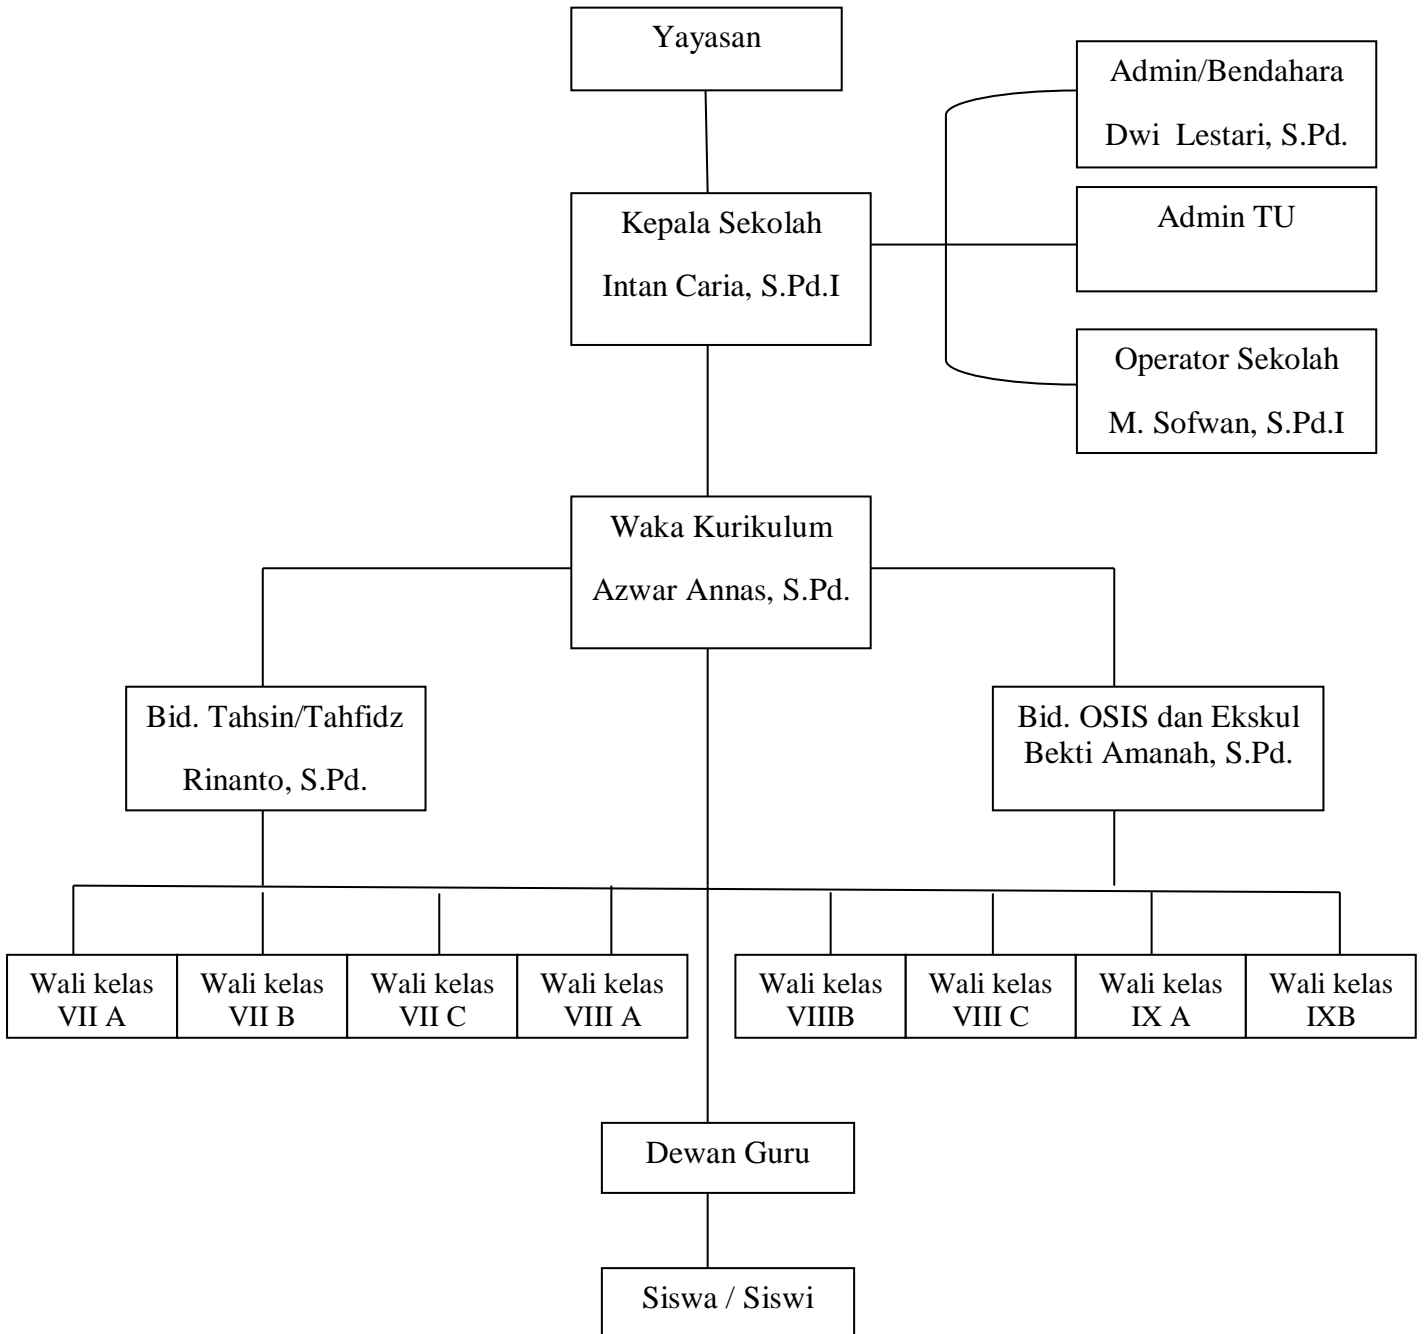 Yayasan
Admin/Bendahara
Dwi Lestari, S.Pd.
Kepala Sekolah
Intan Caria, S.Pd.I
Admin TU
Operator Sekolah
M. Sofwan, S.Pd.I
Waka Kurikulum
Azwar Annas, S.Pd.
Bid. Tahsin/Tahfidz
Rinanto, S.Pd.
Bid. OSIS dan Ekskul
Bekti Amanah, S.Pd.
Wali kelas
VII A
Wali kelas
VII B
Wali kelas
VII C
Wali kelas
VIII A
Wali kelas
VIIIB
Wali kelas
VIII C
Wali kelas
IX A
Wali kelas
IXB
Dewan Guru
Siswa / Siswi